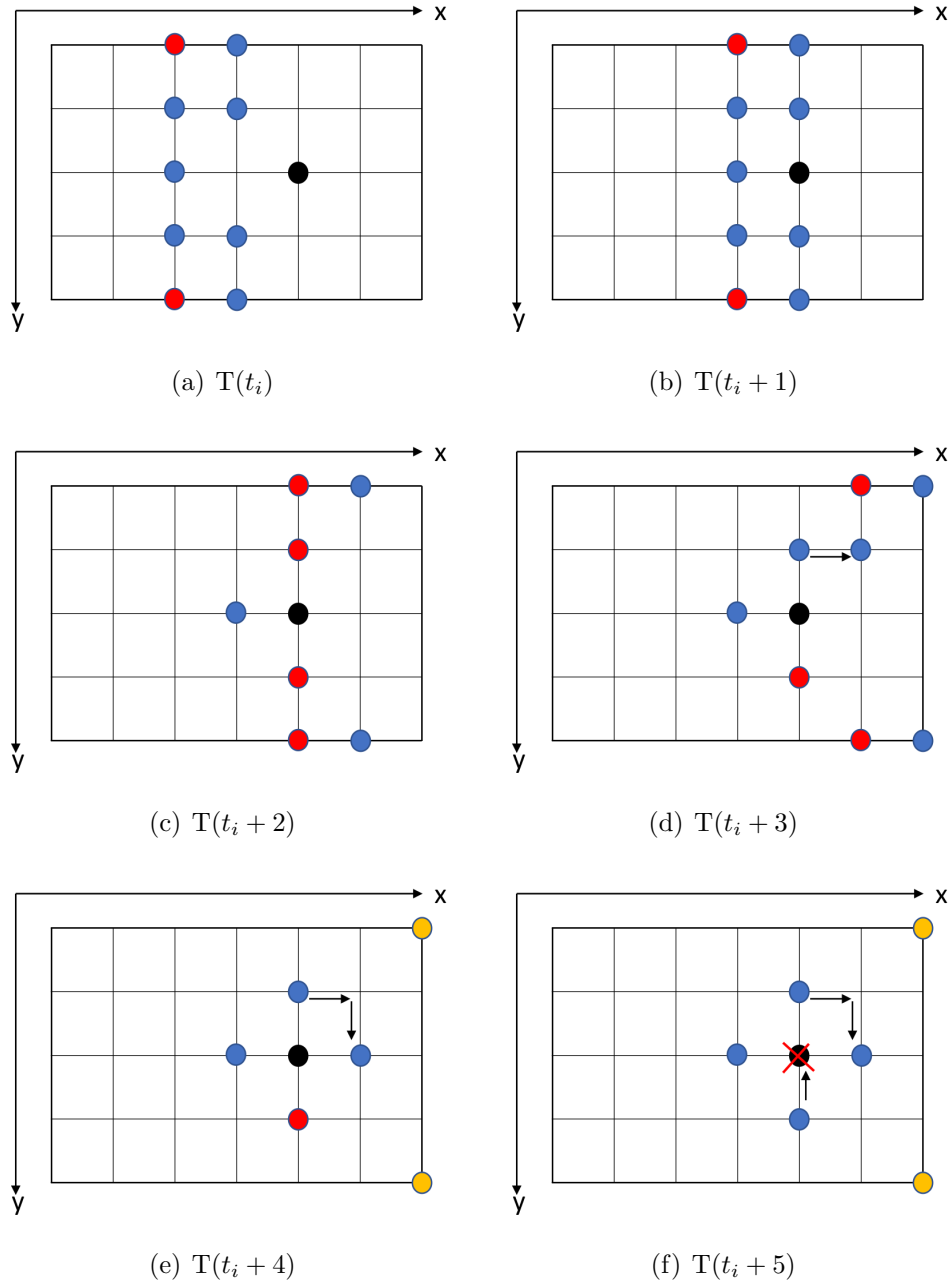 x
x
y
y
(a) T(t_i)
(b) T(t_i + 1)
x
x
y
y
(c) T(t_i + 2)
(d) T(t_i + 3)
x
x
y
y
(e) T(t_i + 4)
(f) T(t_i + 5)